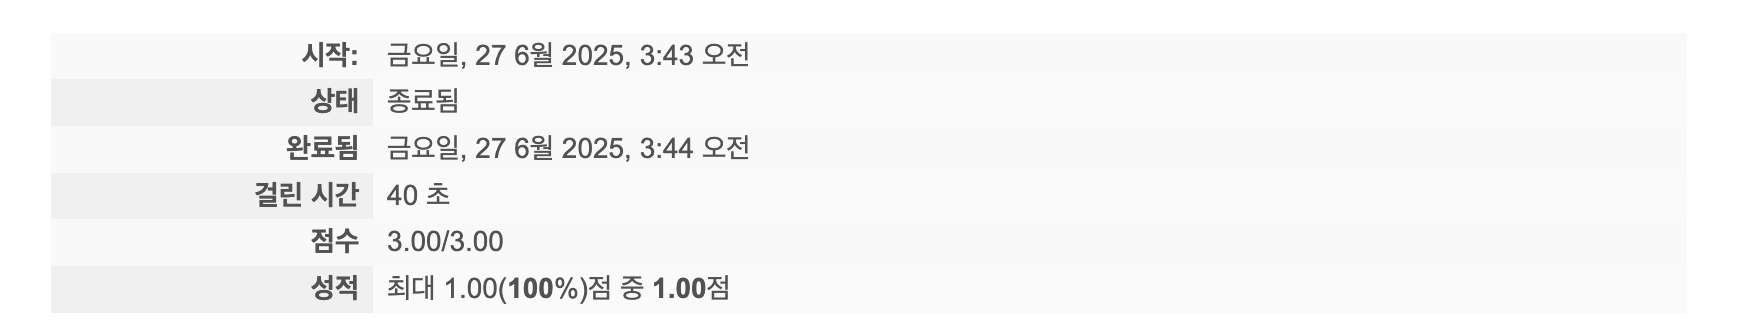 시작: 금요일, 27 6월 2025, 3:43 오전
상태 종료됨
완료됨 금요일, 27 6월 2025, 3:44 오전
걸린 시간 40 초
점수 3.00/3.00
성적 최대 1.00(100%)점 중 1.00점